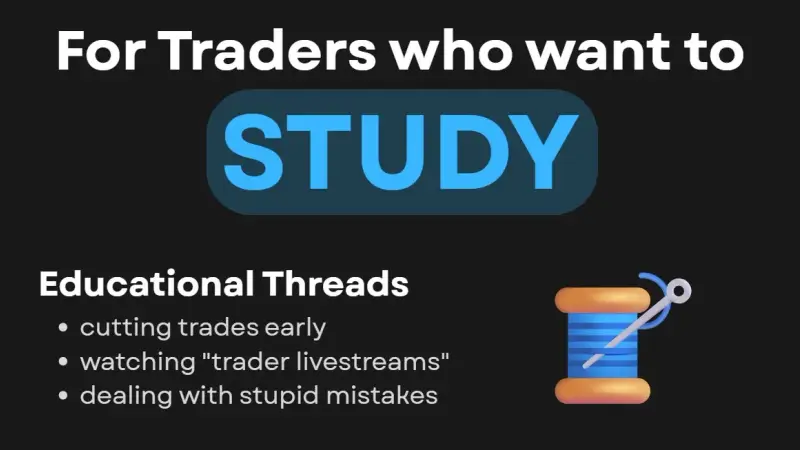 For Traders who want to
STUDY
Educational Threads
• cutting trades early
• watching "trader livestreams"
• dealing with stupid mistakes